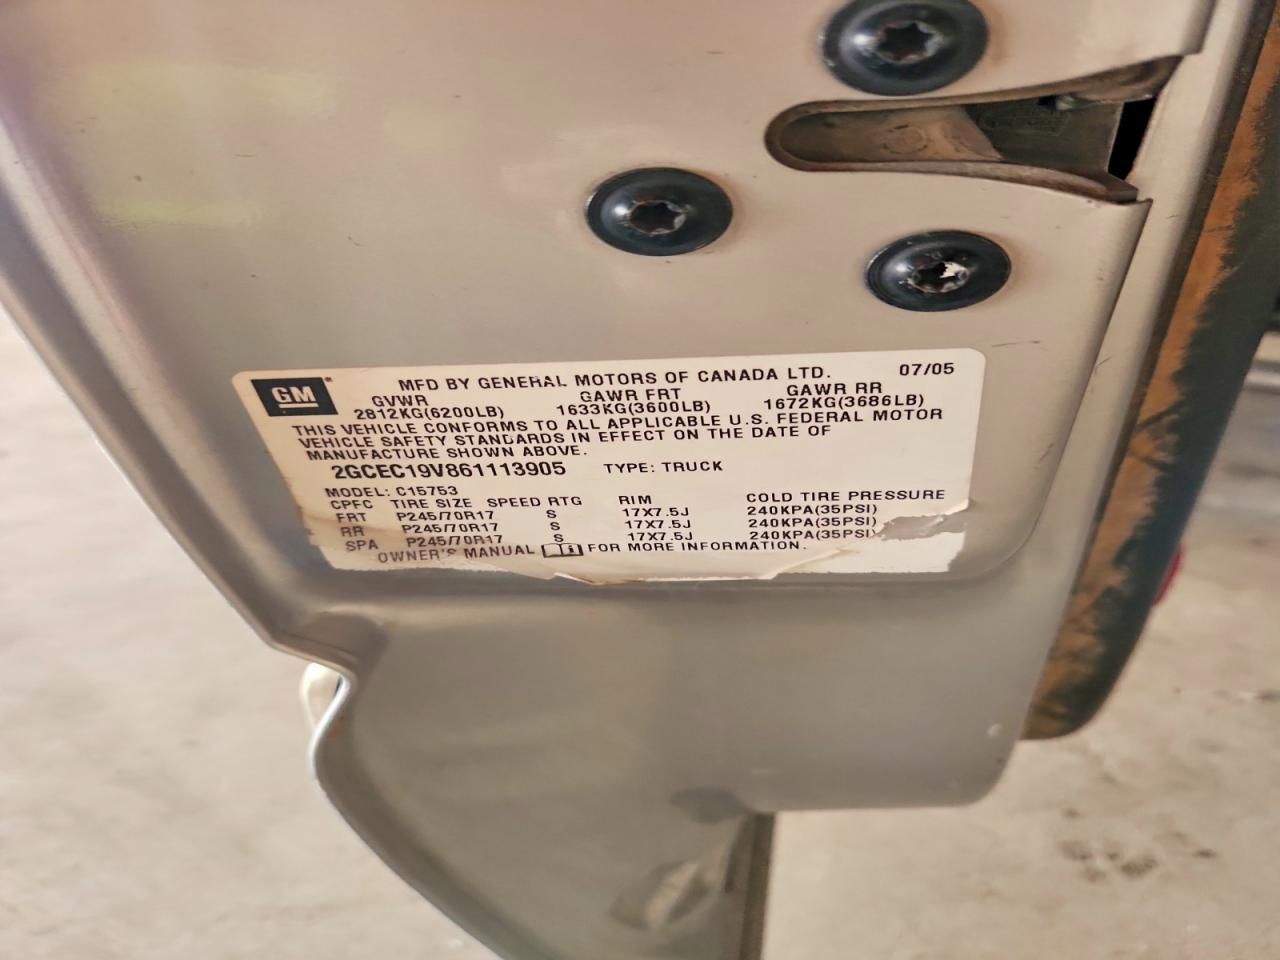 GM
MFD BY GENERAL MOTORS OF CANADA LTD. 07/05
GVWR GAWR FRT GAWR RR
2812KG(6200LB) 1633KG(3600LB) 1672KG(3686LB)
THIS VEHICLE CONFORMS TO ALL APPLICABLE U.S. FEDERAL MOTOR
VEHICLE SAFETY STANDARDS IN EFFECT ON THE DATE OF
MANUFACTURE SHOWN ABOVE.
2GCEC19V861113905 TYPE: TRUCK
MODEL: C15753
CPFC TIRE SIZE SPEED RTG RIM COLD TIRE PRESSURE
FRT P245/70R17 S 17X7.5J 240KPA(35PSI)
RR P245/70R17 S 17X7.5J 240KPA(35PSI)
SPA P245/70R17 S 17X7.5J 240KPA(35PSI)
OWNER'S MANUAL FOR MORE INFORMATION.